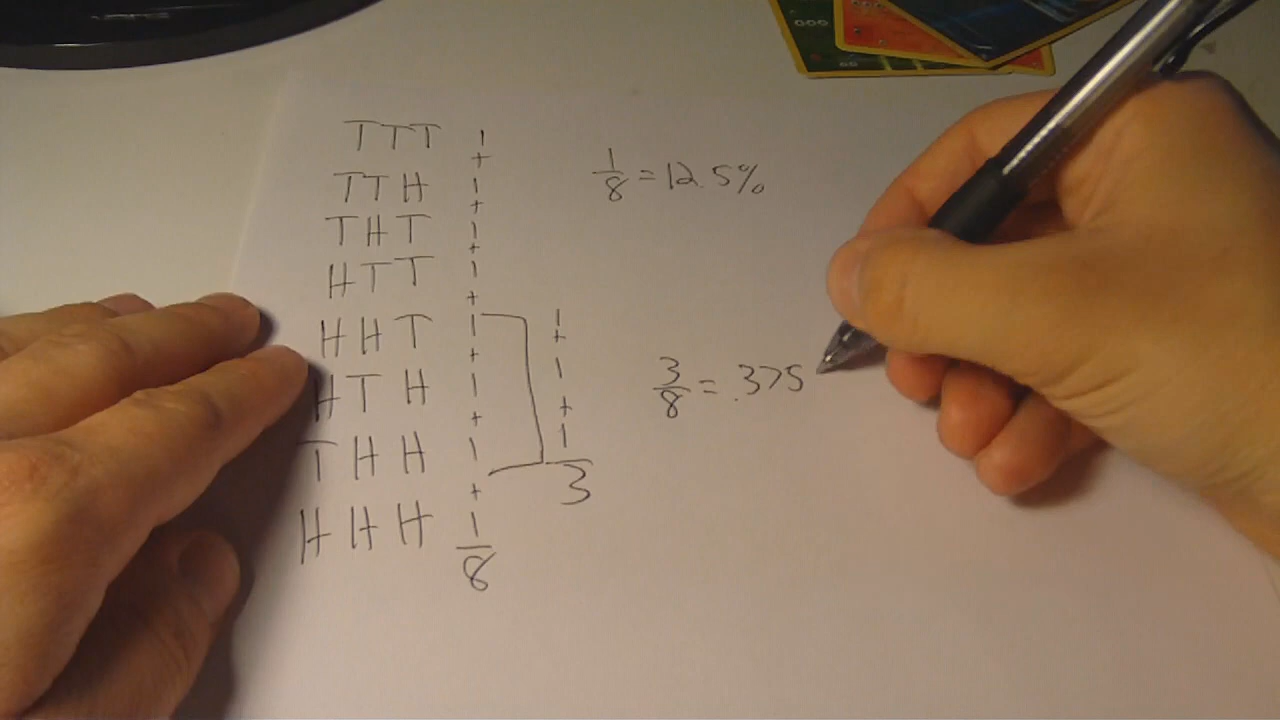 TTT 1
+
TTH 1
+
THT 1
+
HTT 1
+
HHT 1
+
HTH 1
+
THH 1
+
HHH 1
8
1
+
1
+
1
3
1/8 = 12.5%
3/8 = .375